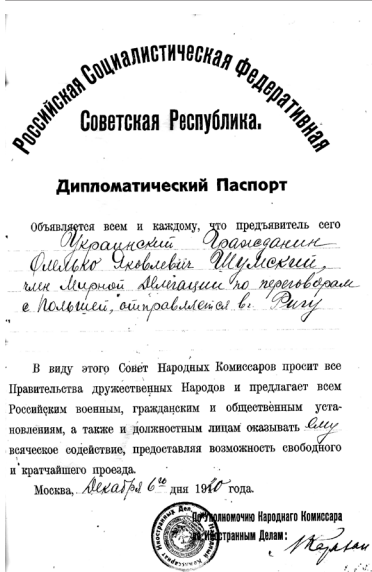 Российская Социалистическая Федеративная
Советская Республика.
Дипломатический Паспорт
Объявляется всем и каждому, что предъявитель сего
Украинский Гражданин
Олелько Яковлевич Шумский,
член Мирной Делегации по переговорам
с Польшей, отправляется в г. Ригу
В виду этого Совет Народных Комиссаров просит все
Правительства дружественных Народов и предлагает всем
Российским военным, гражданским и общественным уста-
новлениям, а также и должностным лицам оказывать ему
всяческое содействие, предоставляя возможность свободного
и кратчайшего проезда.
Москва, Декабря 6го дня 1920 года.
По Уполномочию Народнаго Комиссара
по Иностранным Делам: